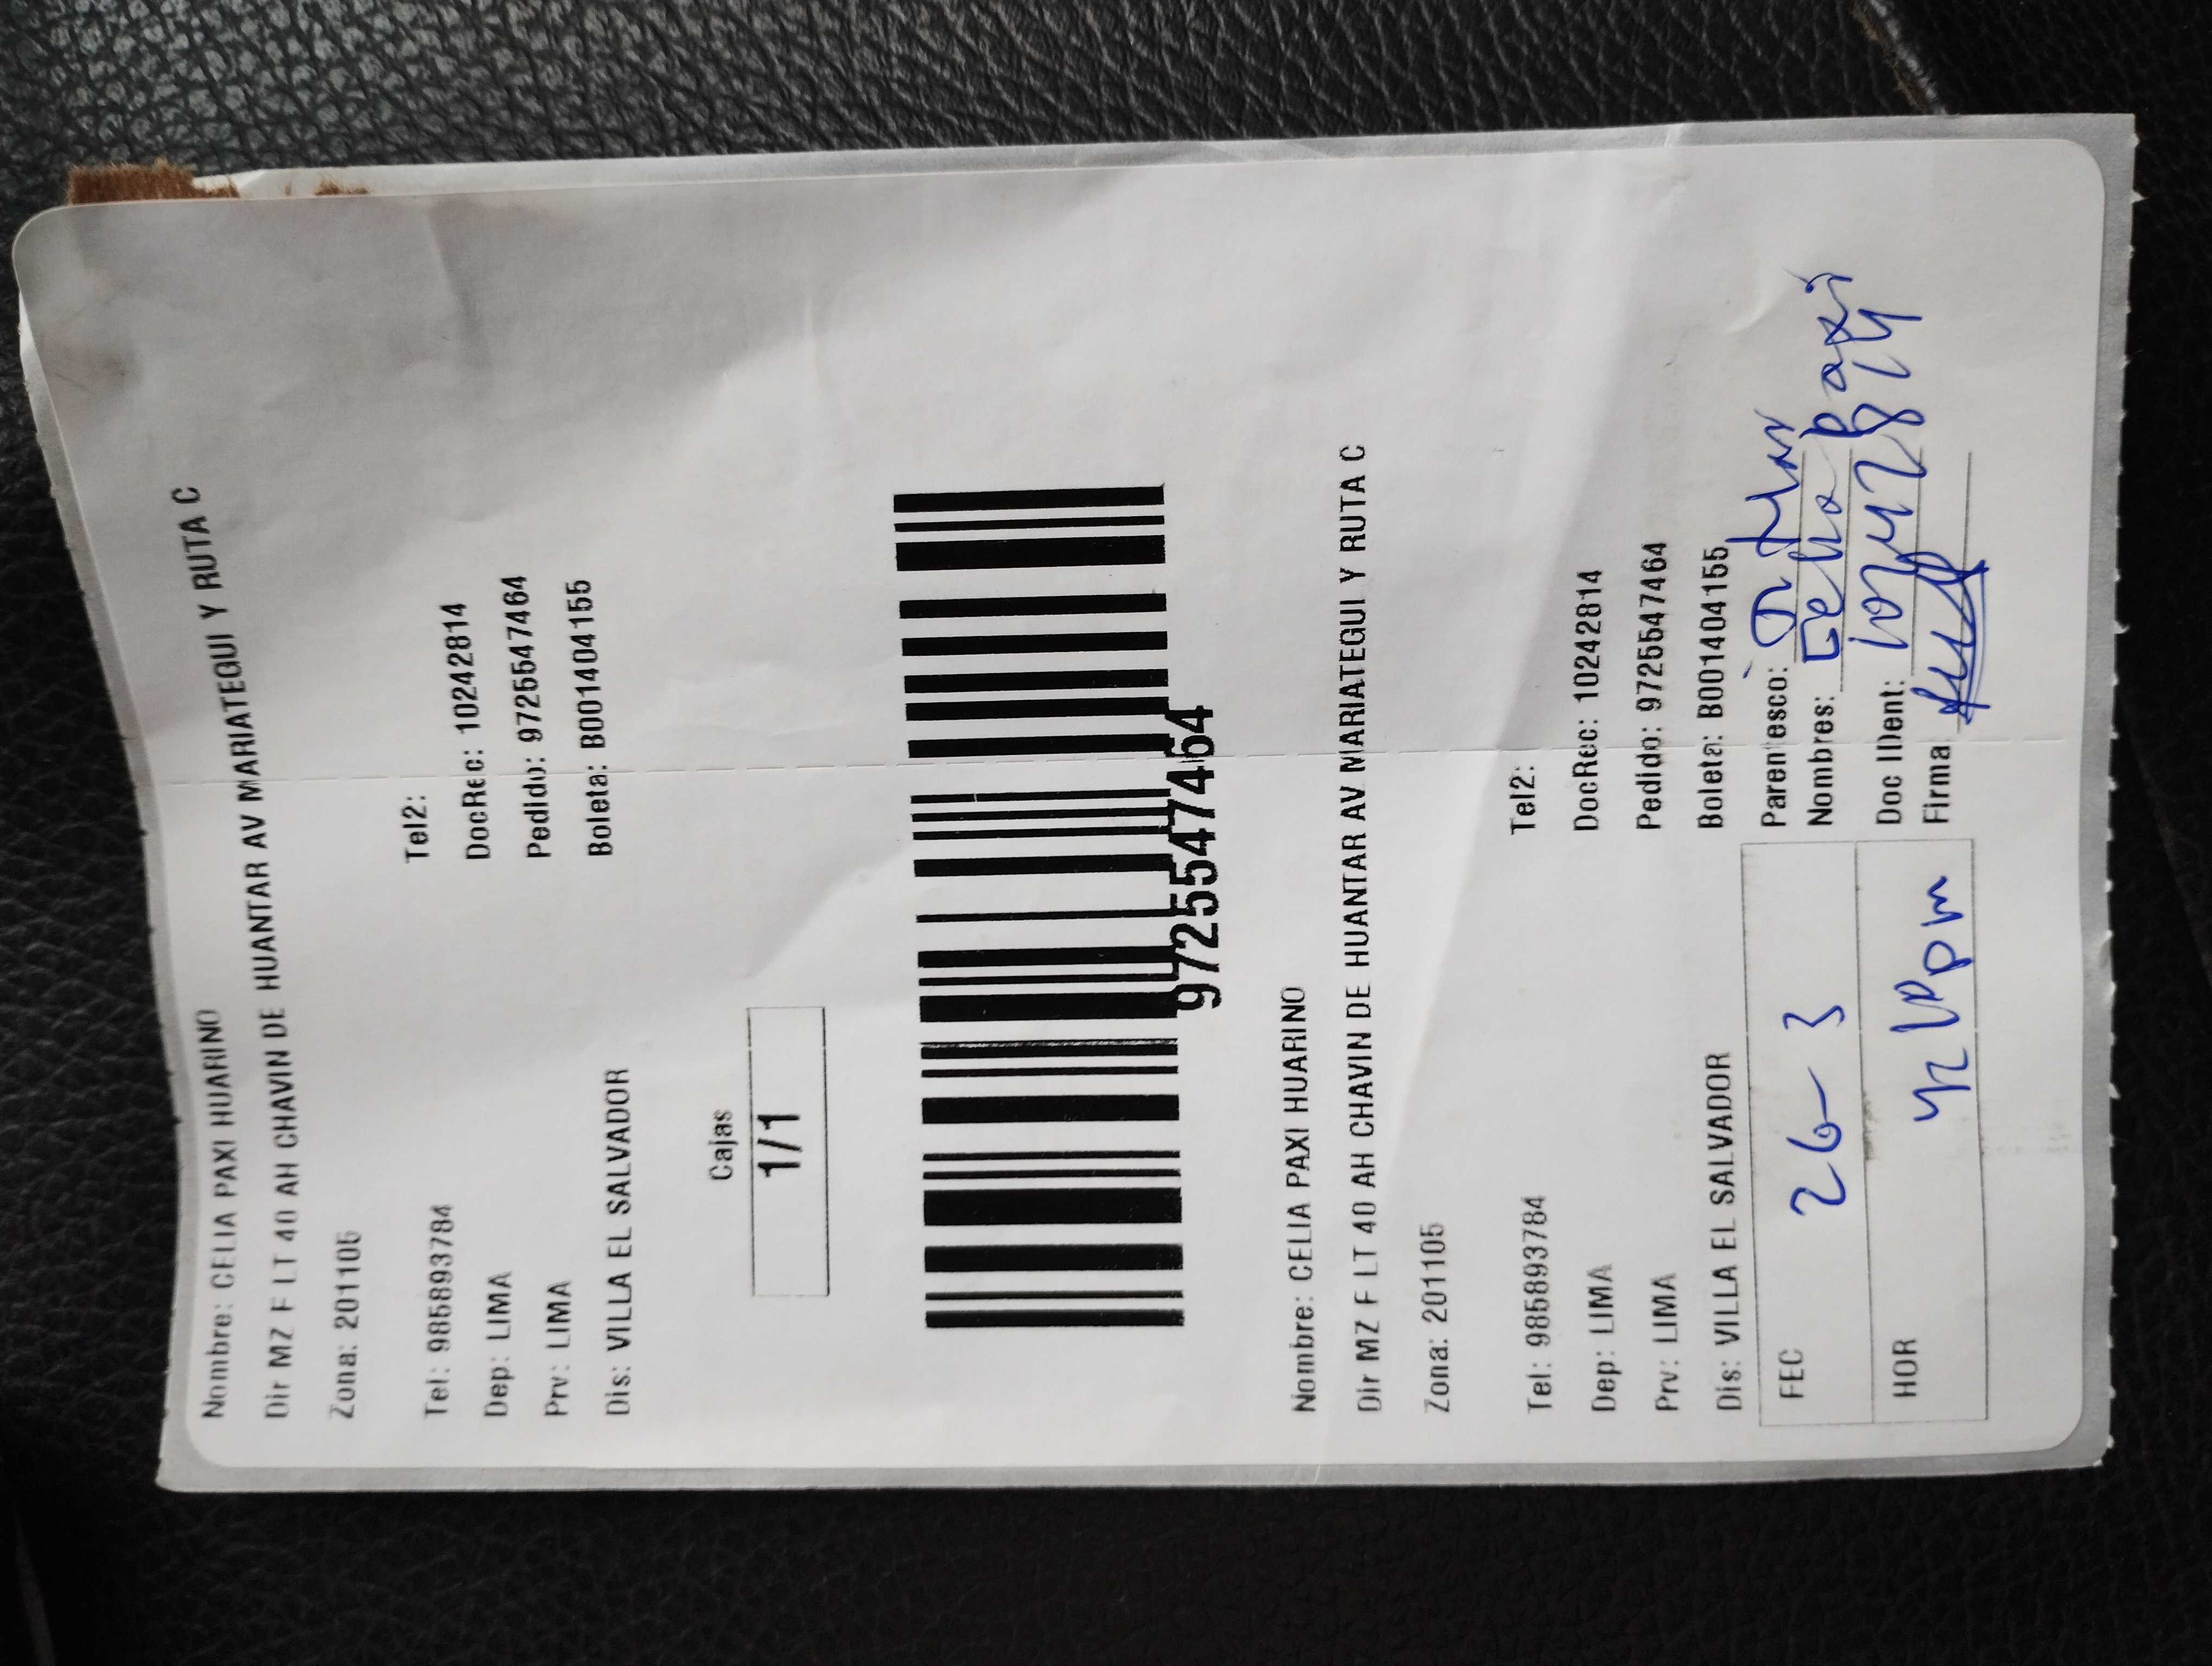 Nombre: CELIA PAXI HUARINO
Dir MZ F LT 40 AH CHAVIN DE HUANTAR AV MARIATEGUI Y RUTA C
Zona: 201105
Tel: 985893784 Tel2:
Dep: LIMA DocRec: 10242814
Prv: LIMA Pedido: 9725547464
Dis: VILLA EL SALVADOR Boleta: B001404155
Cajas
1/1
9725547464
Nombre: CELIA PAXI HUARINO
Dir MZ F LT 40 AH CHAVIN DE HUANTAR AV MARIATEGUI Y RUTA C
Zona: 201105
Tel: 985893784 Tel2:
Dep: LIMA DocRec: 10242814
Prv: LIMA Pedido: 9725547464
Dis: VILLA EL SALVADOR Boleta: B001404155
FEC 26-3 Parentesco:
Nombres: Celia paxi
HOR pm Doc IDent:
Firma